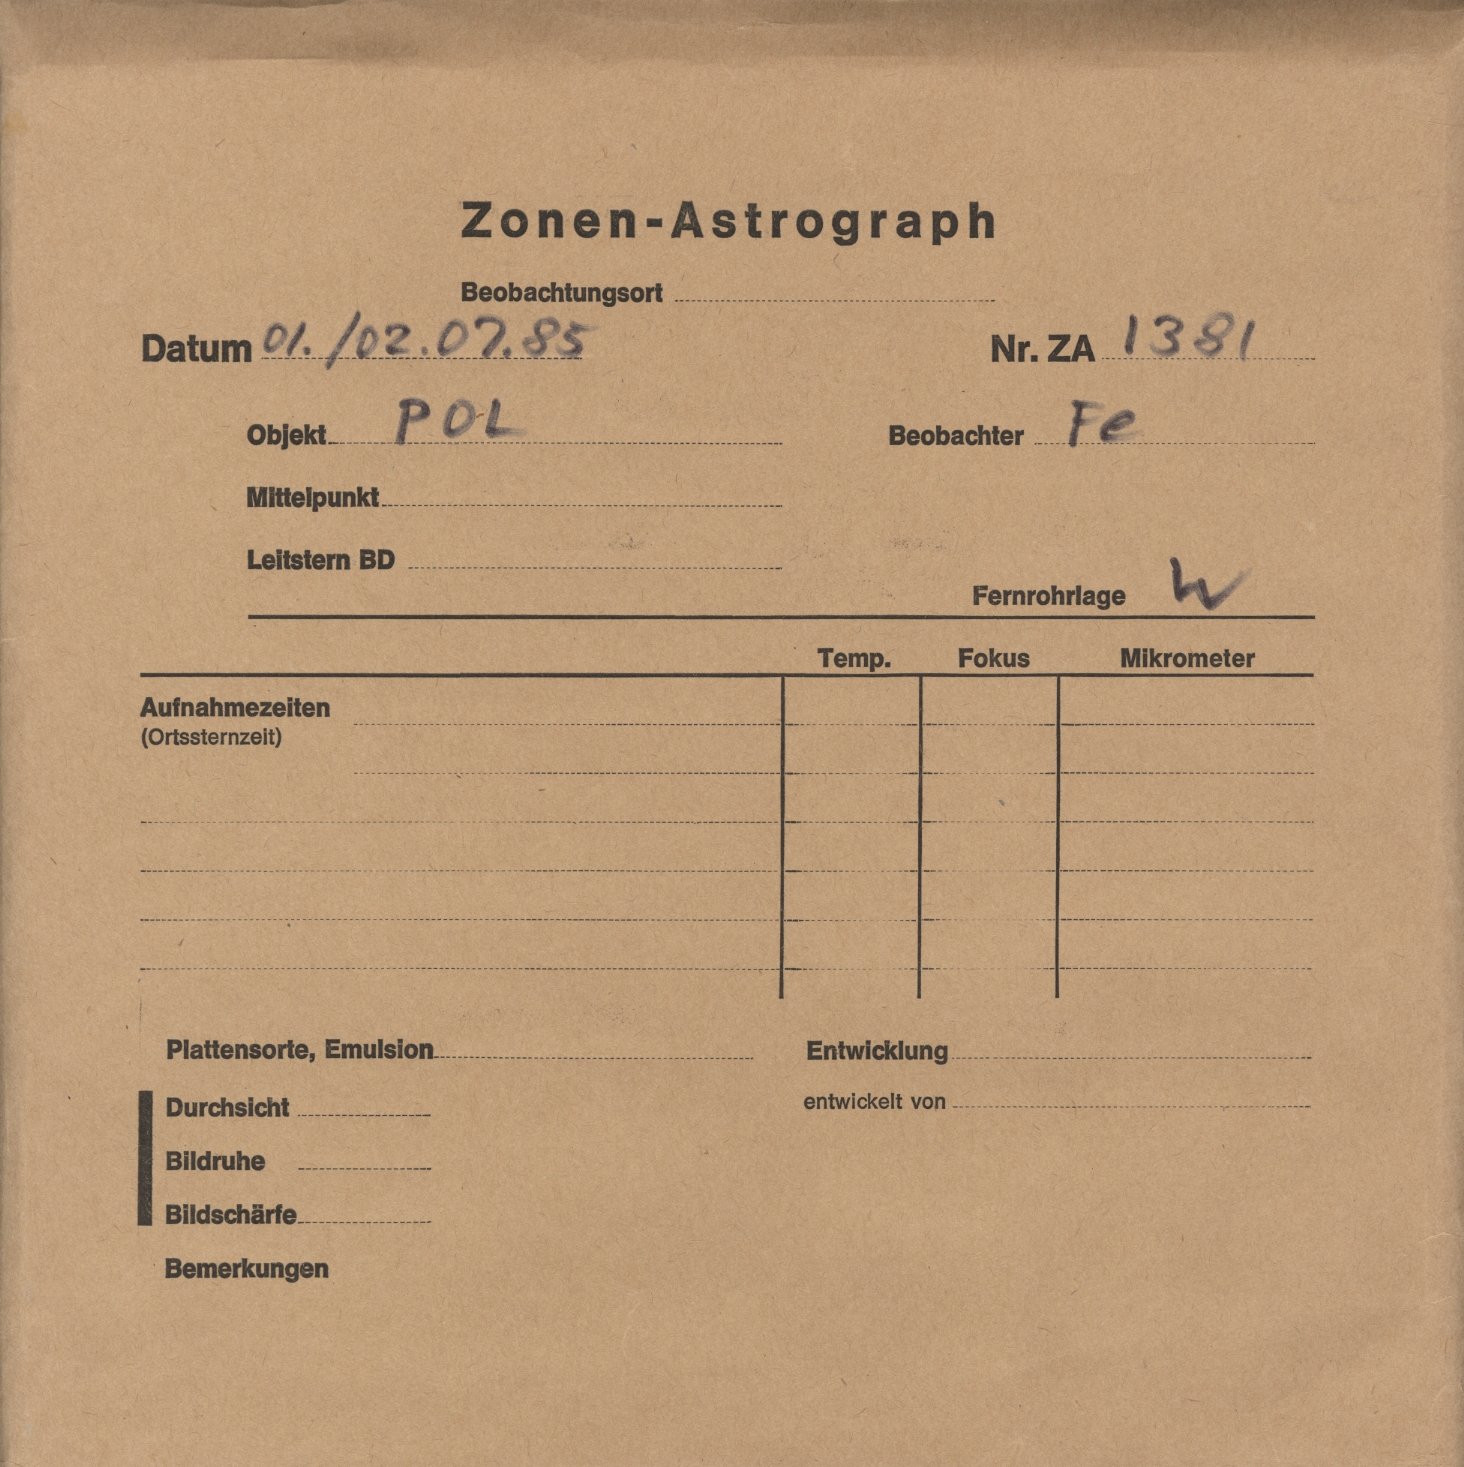 Zonen-Astrograph
Beobachtungsort
Datum 01./02.07.85 Nr. ZA 1381
Objekt POL Beobachter Fe
Mittelpunkt
Leitstern BD
Fernrohrlage W
Temp. Fokus Mikrometer
Aufnahmezeiten
(Ortssternzeit)
Plattensorte, Emulsion Entwicklung
Durchsicht entwickelt von
Bildruhe
Bildschärfe
Bemerkungen